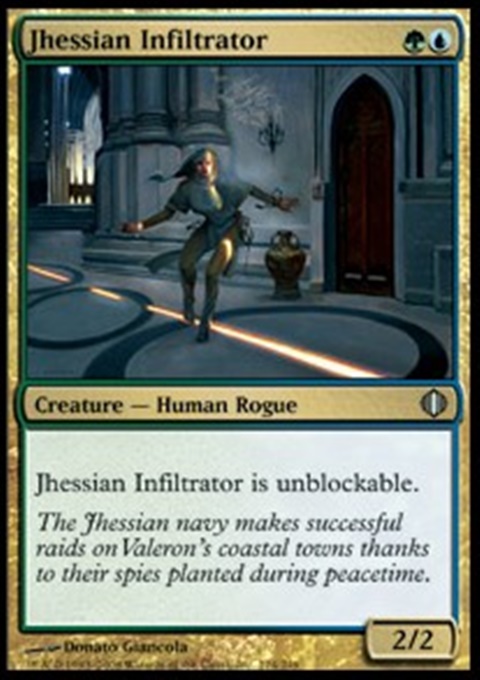 Jhessian Infiltrator
Creature — Human Rogue
Jhessian Infiltrator is unblockable.
The Jhessian navy makes successful
raids on Valeron's coastal towns thanks
to their spies planted during peacetime.
Donato Giancola
2/2